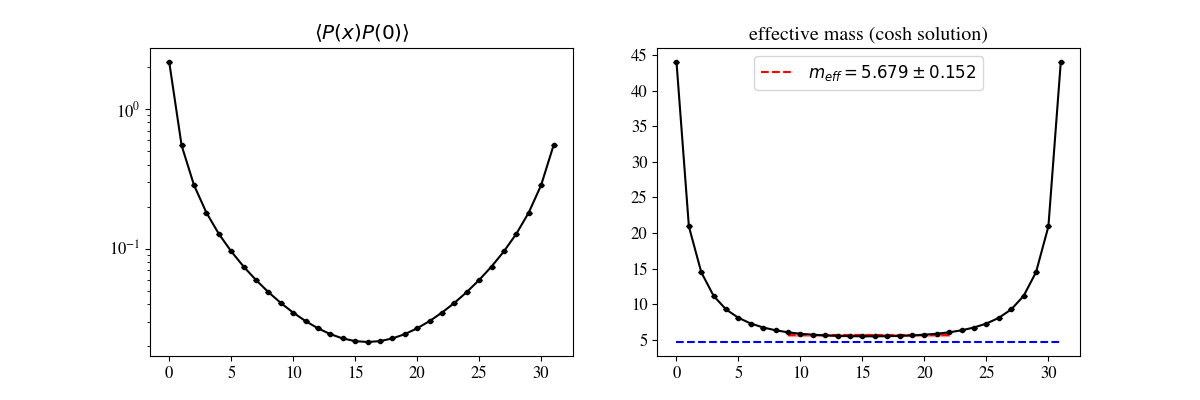 ⟨P(x)P(0)⟩
10⁰
10⁻¹
0 5 10 15 20 25 30
effective mass (cosh solution)
m_eff = 5.679 ± 0.152
45
40
35
30
25
20
15
10
5
0 5 10 15 20 25 30